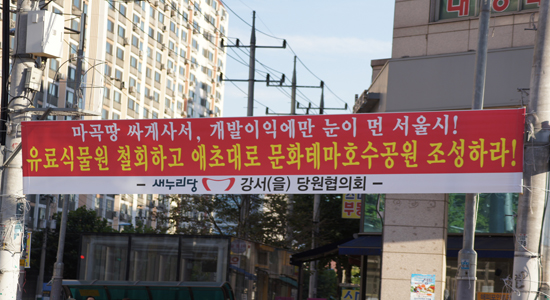 마곡땅 싸게사서, 개발이익에만 눈이 먼 서울시!
유료식물원 철회하고 애초대로 문화테마호수공원 조성하라!
- 새누리당 강서(을) 당원협의회 -